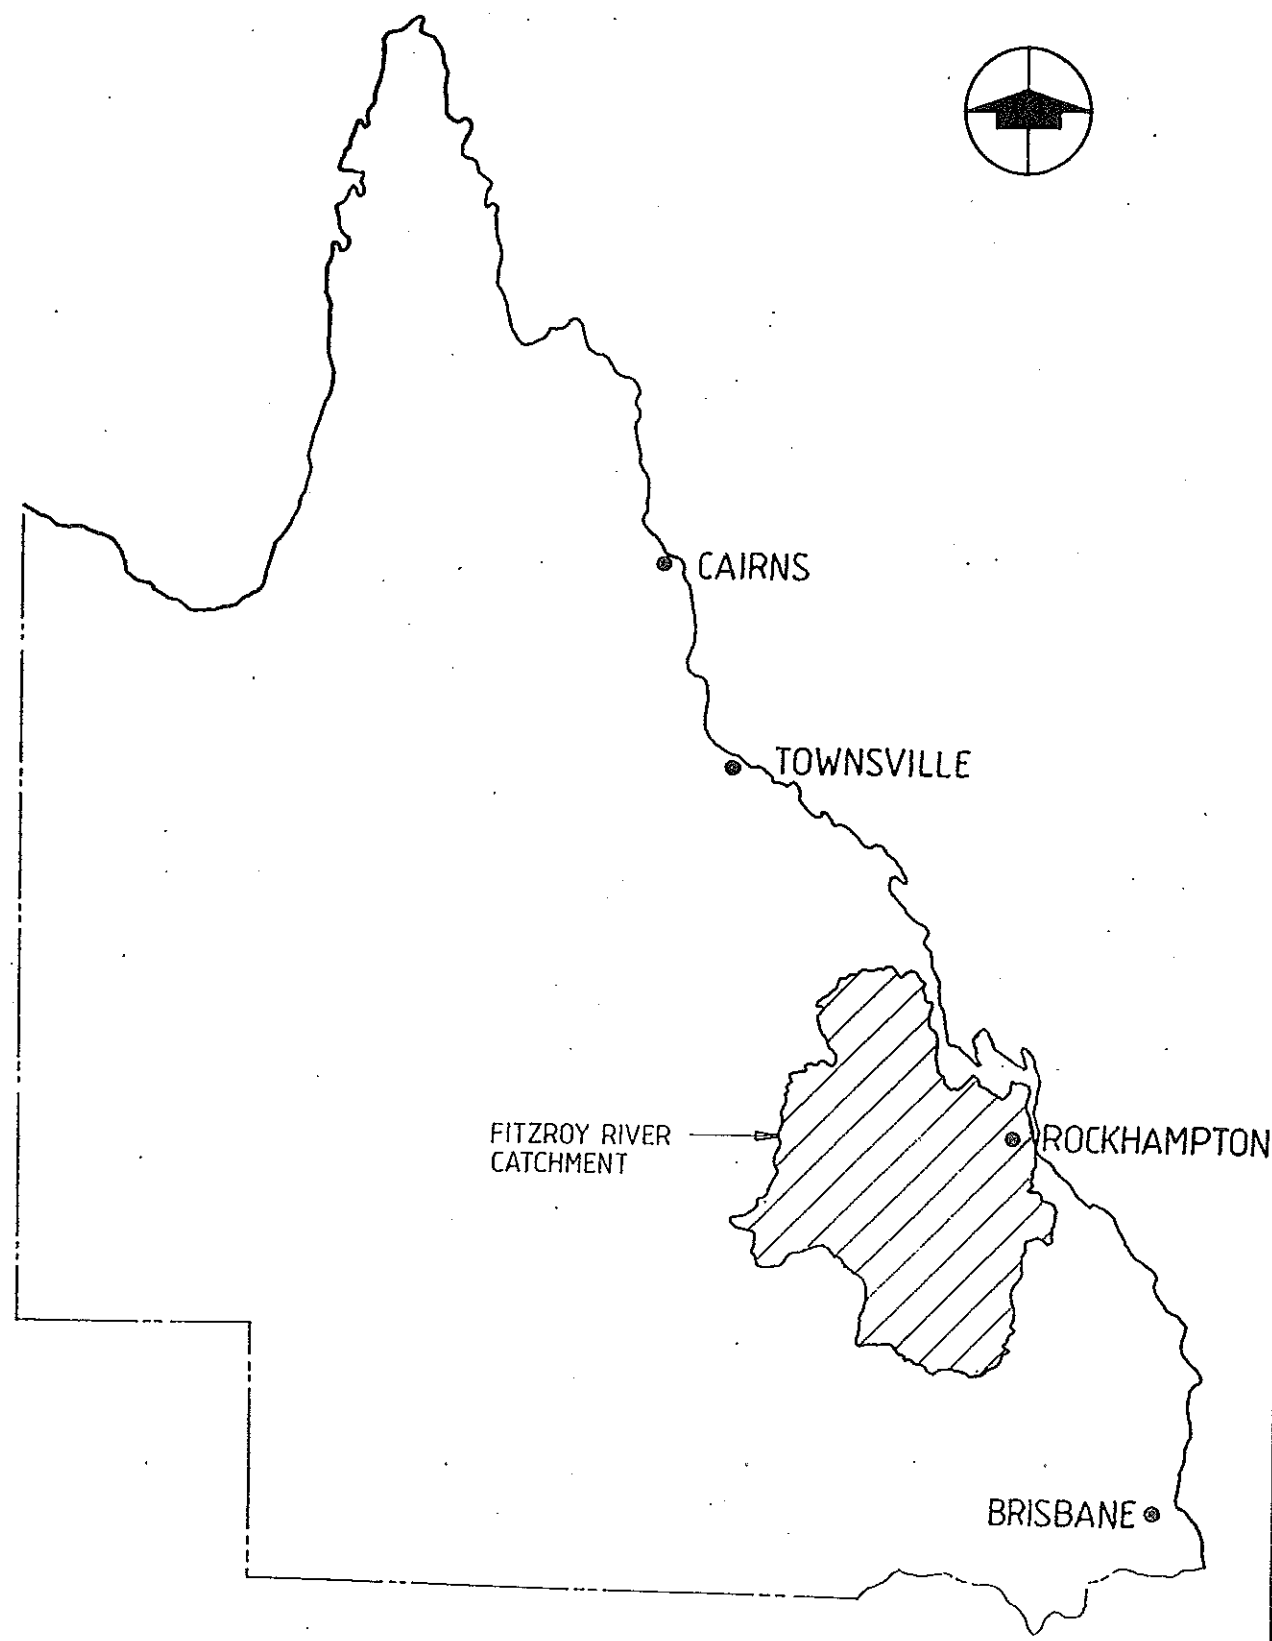 CAIRNS
TOWNSVILLE
FITZROY RIVER
CATCHMENT
ROCKHAMPTON
BRISBANE